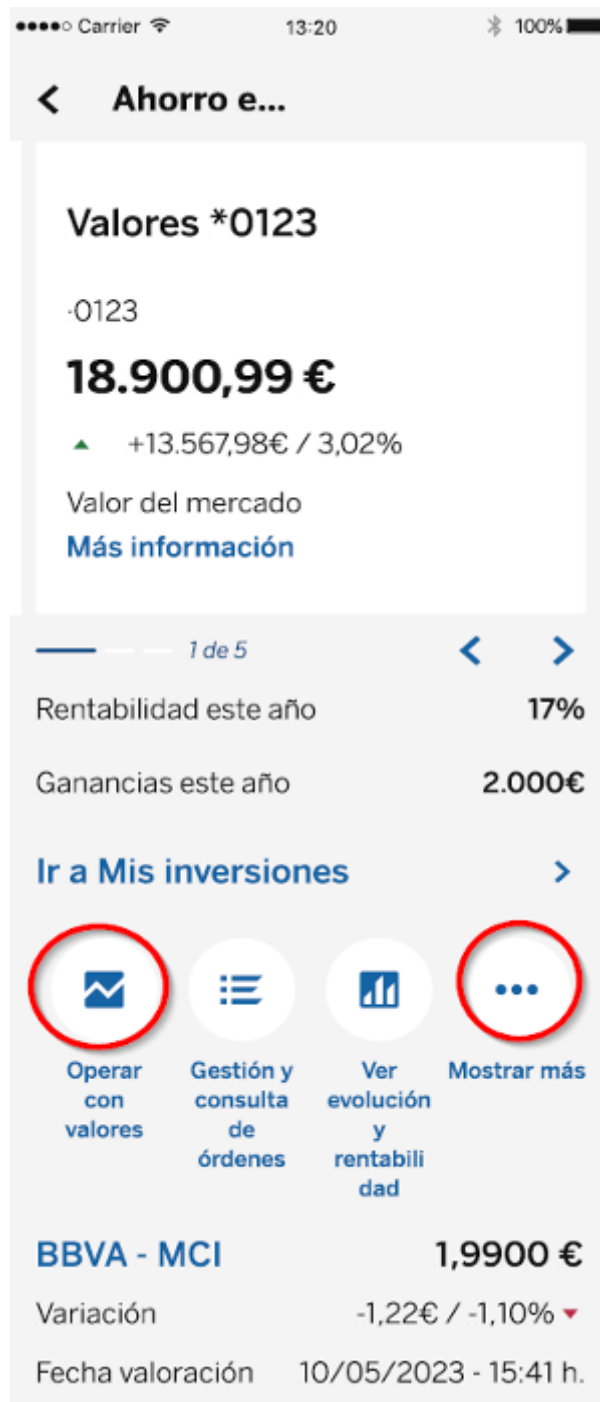 Carrier 13:20 100%
Ahorro e...
Valores *0123
·0123
18.900,99 €
+13.567,98€ / 3,02%
Valor del mercado
Más información
1 de 5
Rentabilidad este año 17%
Ganancias este año 2.000€
Ir a Mis inversiones
Operar
con
valores
Gestión y
consulta
de
órdenes
Ver
evolución
y
rentabili
dad
Mostrar más
BBVA - MCI 1,9900 €
Variación -1,22€ / -1,10%
Fecha valoración 10/05/2023 - 15:41 h.